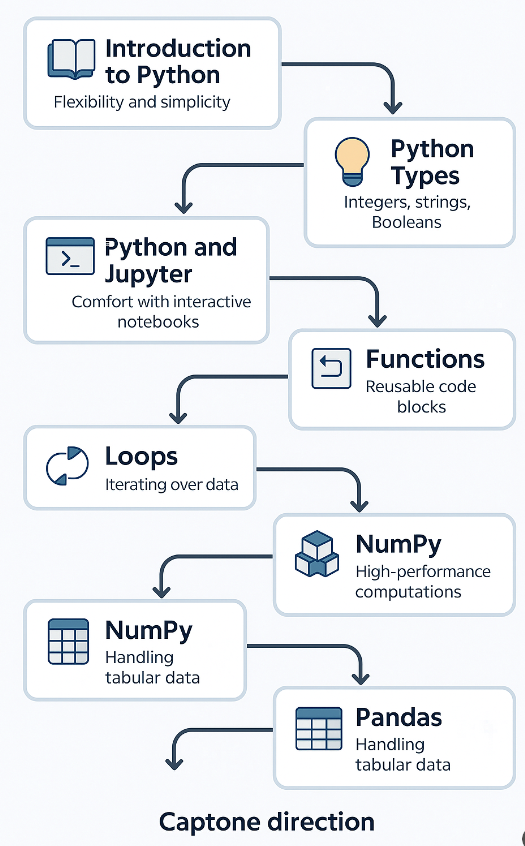 Introduction
to Python
Flexibility and simplicity
Python
Types
Integers, strings,
Booleans
Python and
Jupyter
Comfort with interactive
notebooks
Functions
Reusable code
blocks
Loops
Iterating over data
NumPy
High-performance
computations
NumPy
Handling
tabular data
Pandas
Handling
tabular data
Captone direction